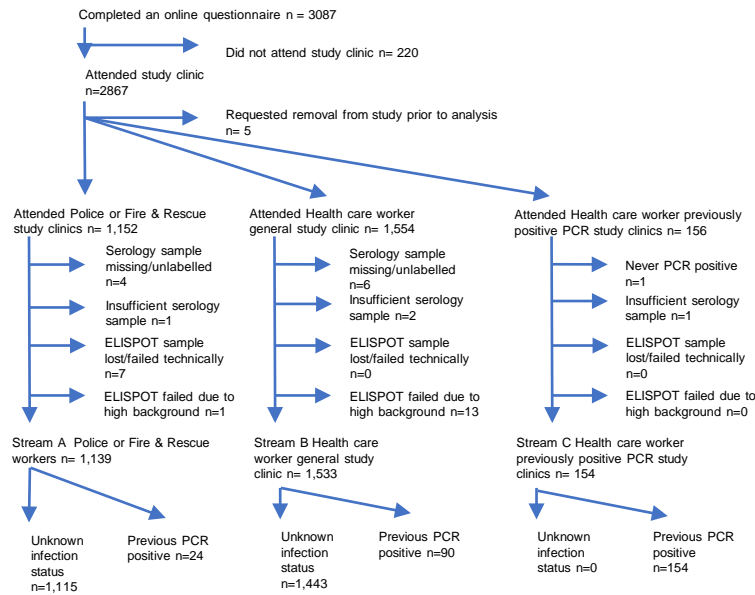 Completed an online questionnaire n = 3087
Did not attend study clinic n= 220
Attended study clinic
n=2867
Requested removal from study prior to analysis
n= 5
Attended Police or Fire & Rescue
study clinics n= 1,152
Serology sample
missing/unlabelled
n=4
Insufficient serology
sample n=1
ELISPOT sample
lost/failed technically
n=7
ELISPOT failed due to
high background n=1
Stream A Police or Fire & Rescue
workers n= 1,139
Unknown
infection
status
n=1,115
Previous PCR
positive n=24
Attended Health care worker
general study clinic n= 1,554
Serology sample
missing/unlabelled
n=6
Insufficient serology
sample n=2
ELISPOT sample
lost/failed technically
n=0
ELISPOT failed due to
high background n=13
Stream B Health care
worker general study
clinic n= 1,533
Unknown
infection
status
n=1,443
Previous PCR
positive n=90
Attended Health care worker previously
positive PCR study clinics n= 156
Never PCR positive
n=1
Insufficient serology
sample n=1
ELISPOT sample
lost/failed technically
n=0
ELISPOT failed due to
high background n=0
Stream C Health care worker
previously positive PCR study
clinics n= 154
Unknown
infection
status n=0
Previous PCR
positive
n=154